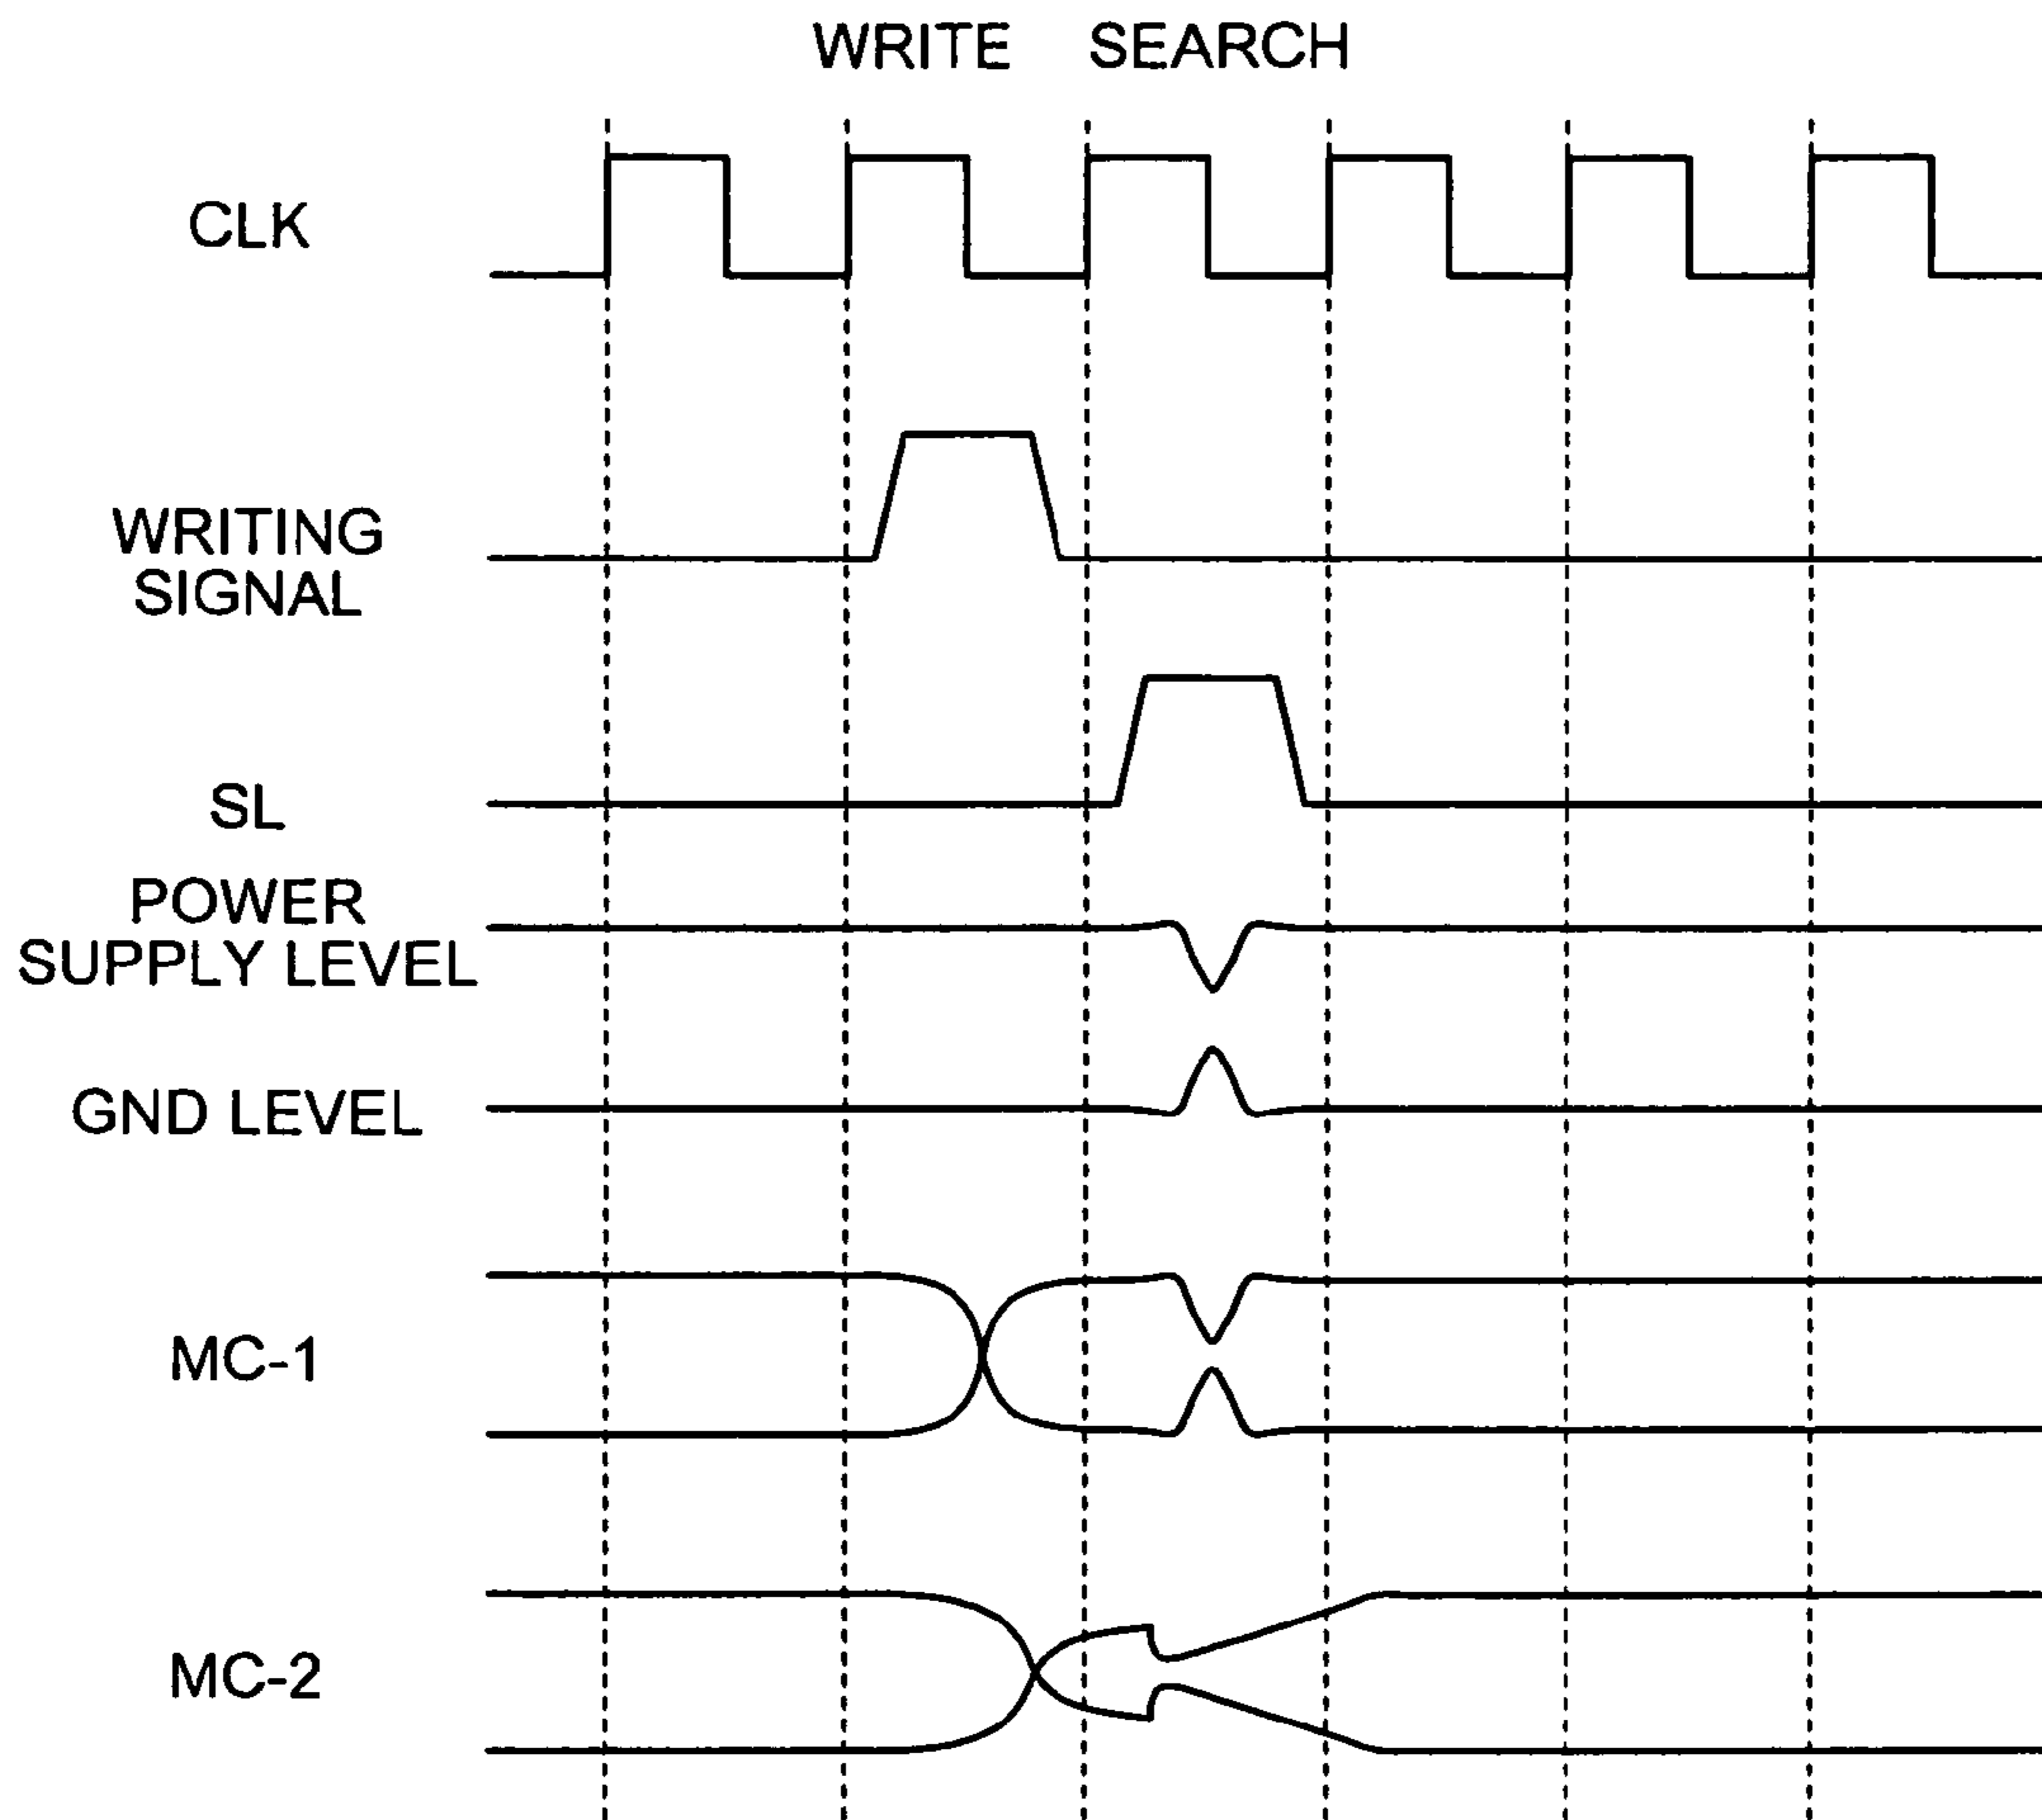 WRITE SEARCH
CLK
WRITING
SIGNAL
SL
POWER
SUPPLY LEVEL
GND LEVEL
MC-1
MC-2